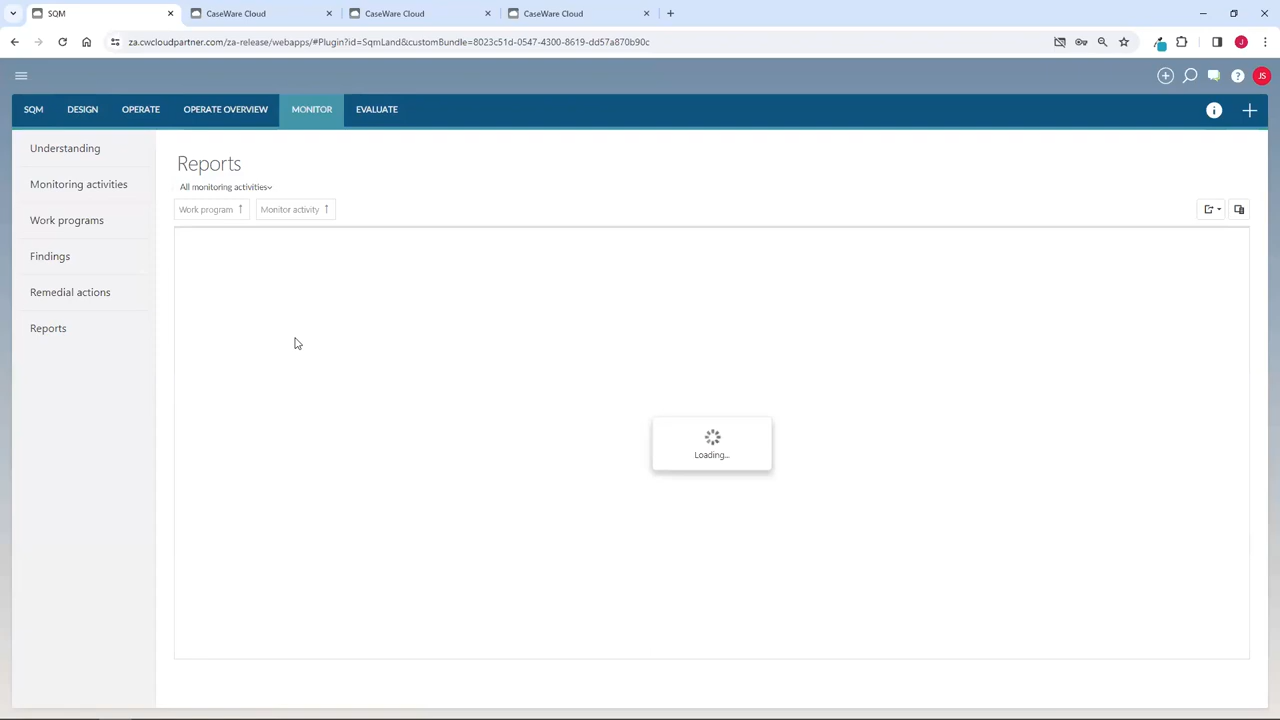 SQM
CaseWare Cloud
CaseWare Cloud
CaseWare Cloud
za.cwcloudpartner.com/za-release/webapps/#Plugin?id=SqmLand&customBundle=8023c51d-0547-4300-8619-dd57a870b90c
J
JS
SQM DESIGN OPERATE OPERATE OVERVIEW MONITOR EVALUATE
Understanding
Monitoring activities
Work programs
Findings
Remedial actions
Reports
Reports
All monitoring activities
Work program ↑ Monitor activity ↑
Loading...